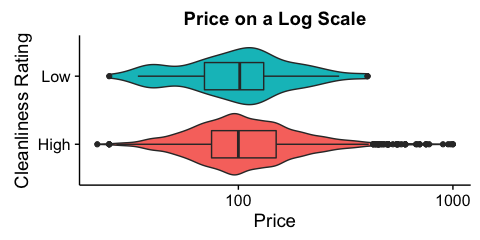 Price on a Log Scale
Cleanliness Rating
Low
High
100
1000
Price